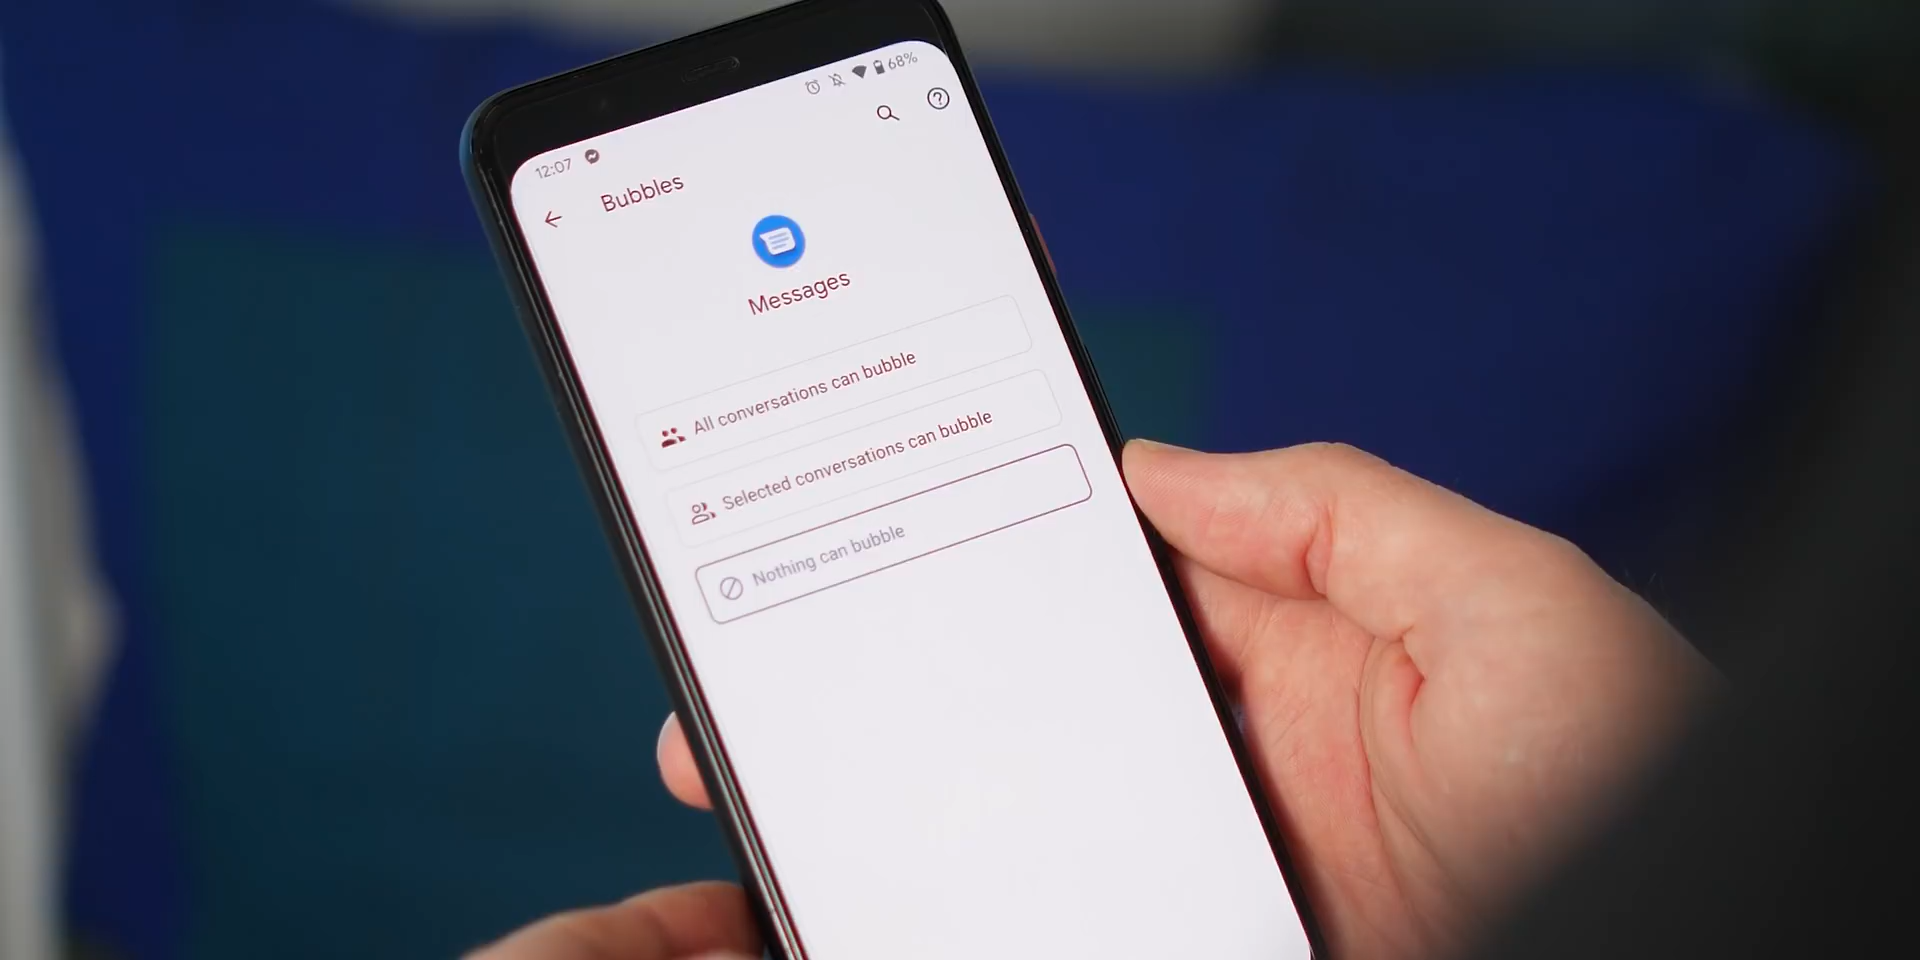 12:07
68%
Bubbles
Messages
All conversations can bubble
Selected conversations can bubble
Nothing can bubble